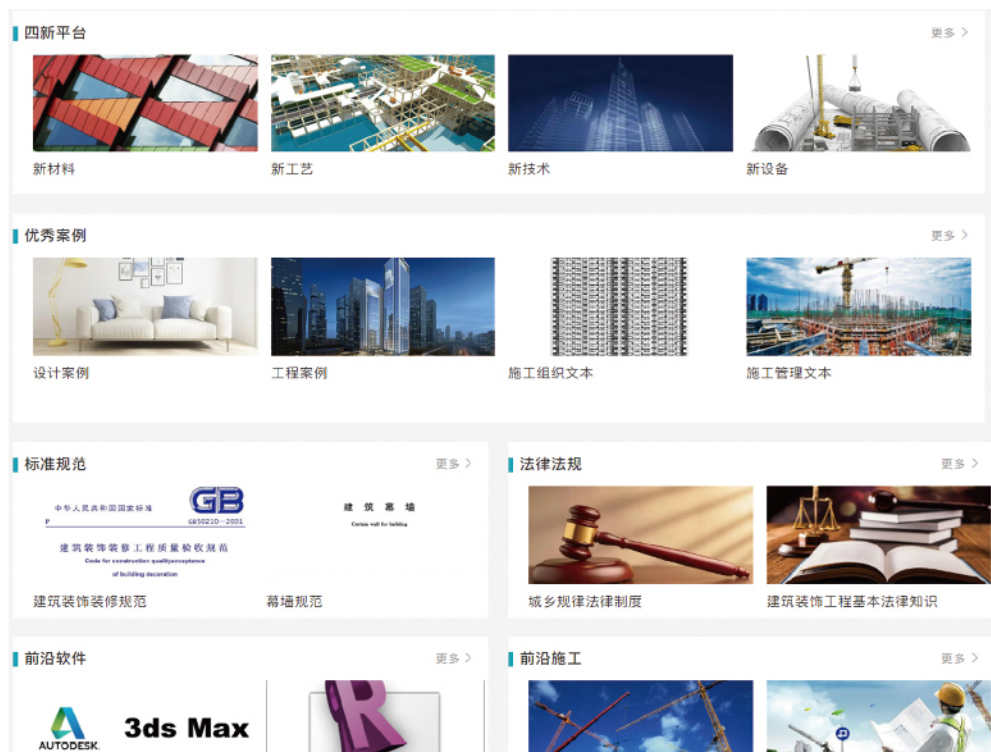 四新平台
更多
新材料
新工艺
新技术
新设备
优秀案例
更多
设计案例
工程案例
施工组织文本
施工管理文本
标准规范
更多
中华人民共和国国家标准
GB
P
GB50210—2001
建筑装饰装修工程质量验收规范
Code for construction qualityacceptance
of building decoration
建筑幕墙
Curtain wall for building
建筑装饰装修规范
幕墙规范
法律法规
更多
城乡规律法律制度
建筑装饰工程基本法律知识
前沿软件
更多
AUTODESK.
3ds Max
R
前沿施工
更多